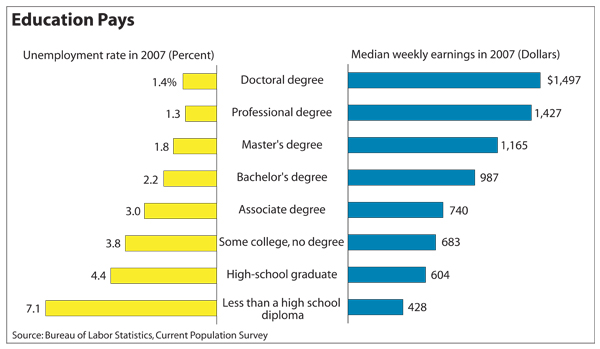 Education Pays
Unemployment rate in 2007 (Percent)
Median weekly earnings in 2007 (Dollars)
1.4% Doctoral degree $1,497
1.3 Professional degree 1,427
1.8 Master's degree 1,165
2.2 Bachelor's degree 987
3.0 Associate degree 740
3.8 Some college, no degree 683
4.4 High-school graduate 604
7.1 Less than a high school diploma 428
Source: Bureau of Labor Statistics, Current Population Survey